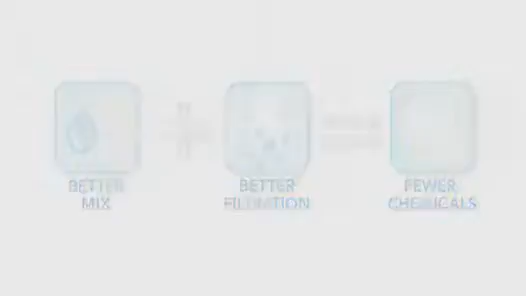 BETTER
MIX
+
BETTER
FILTRATION
=
FEWER
CHEMICALS